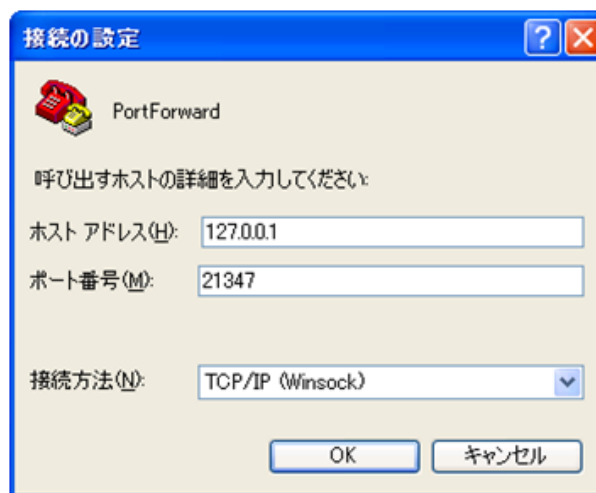 接続の設定
PortForward
呼び出すホストの詳細を入力してください:
ホスト アドレス(H): 127.0.0.1
ポート番号(M): 21347
接続方法(N): TCP/IP (Winsock)
OK キャンセル